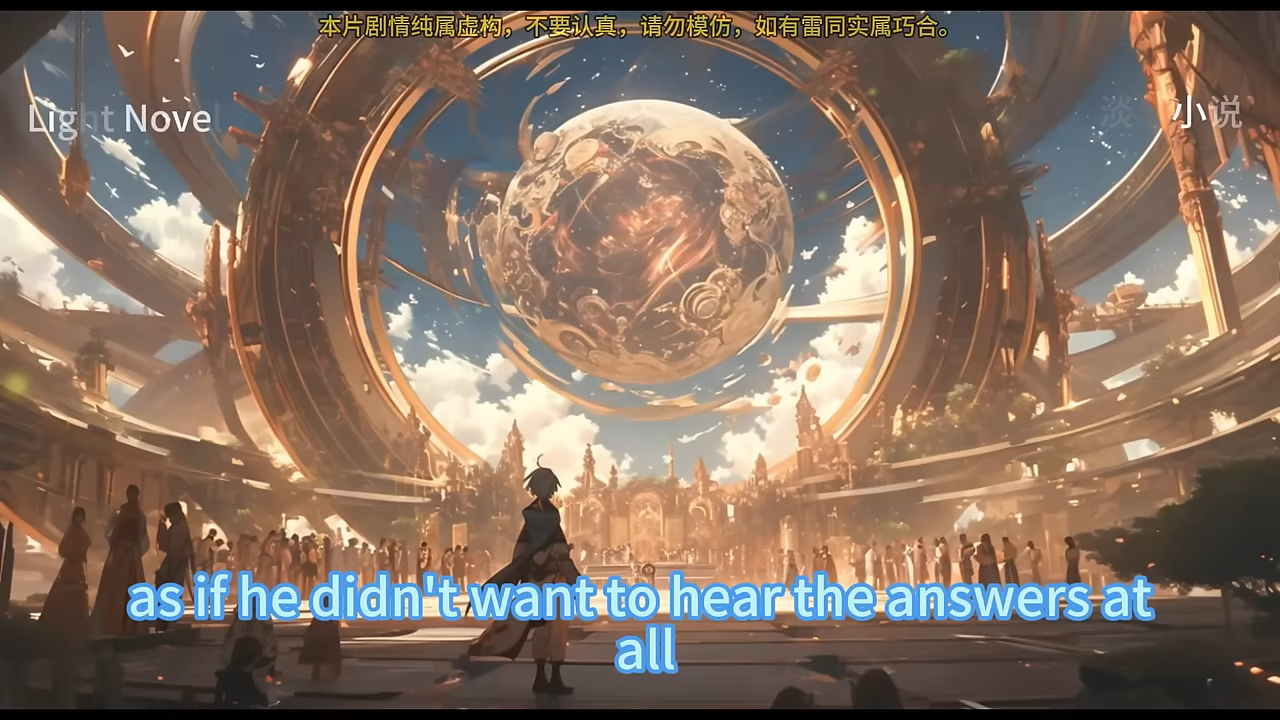 本片剧情纯属虚构，不要认真，请勿模仿，如有雷同实属巧合。
Light Novel
淡 小说
as if he didn't want to hear the answers at
all